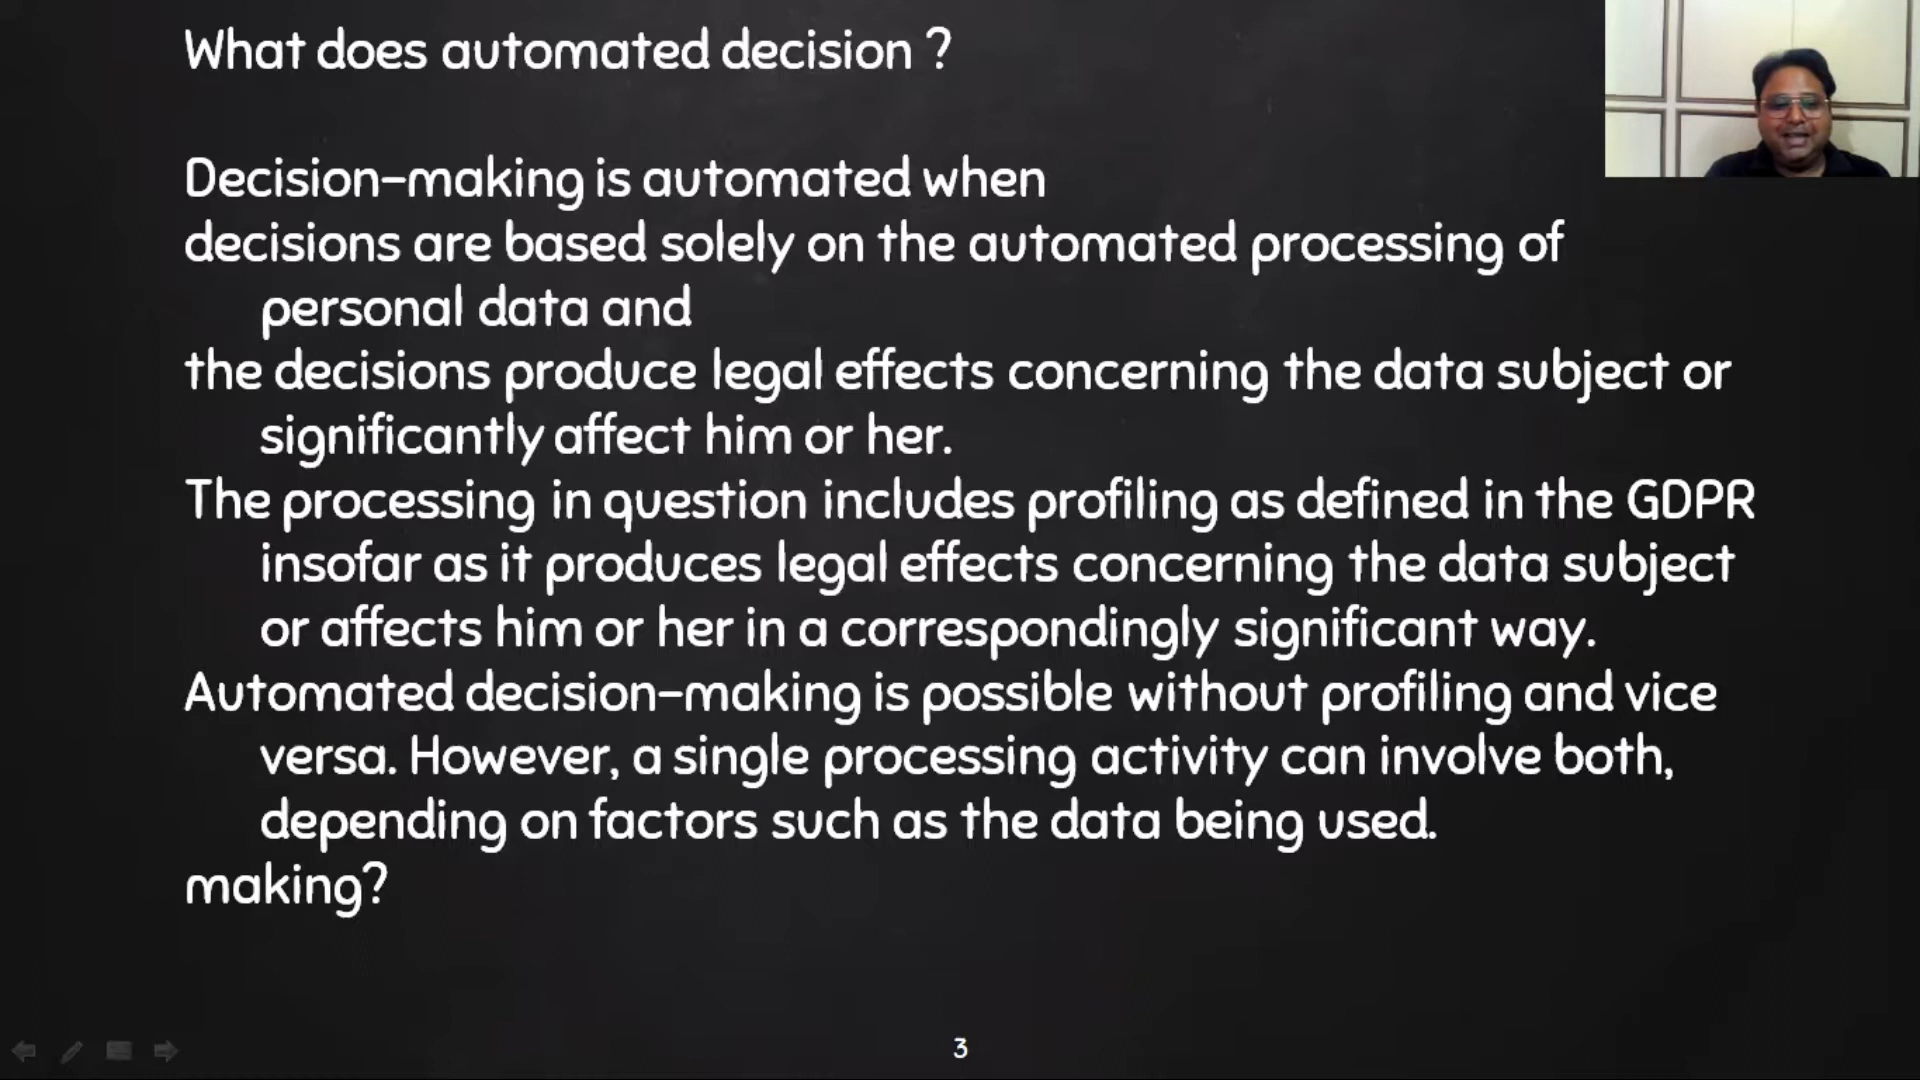 What does automated decision ?
Decision-making is automated when
decisions are based solely on the automated processing of
personal data and
the decisions produce legal effects concerning the data subject or
significantly affect him or her.
The processing in question includes profiling as defined in the GDPR
insofar as it produces legal effects concerning the data subject
or affects him or her in a correspondingly significant way.
Automated decision-making is possible without profiling and vice
versa. However, a single processing activity can involve both,
depending on factors such as the data being used.
making?
3